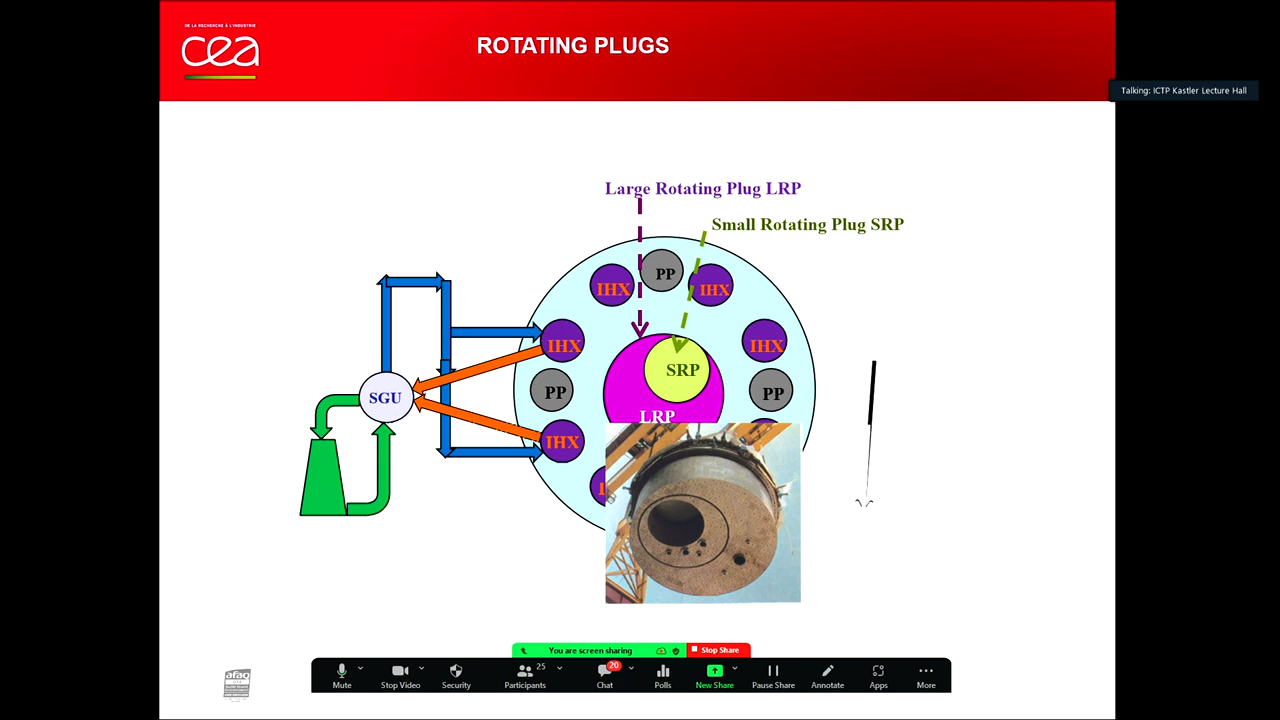 DE LA RECHERCHE À L'INDUSTRIE
cea
ROTATING PLUGS
Talking: ICTP Kastler Lecture Hall
Large Rotating Plug LRP
Small Rotating Plug SRP
PP
IHX
IHX
IHX
IHX
SRP
SGU
PP
PP
LRP
IHX
You are screen sharing
Stop Share
25
20
Mute
Stop Video
Security
Participants
Chat
Polls
New Share
Pause Share
Annotate
Apps
More
afaq